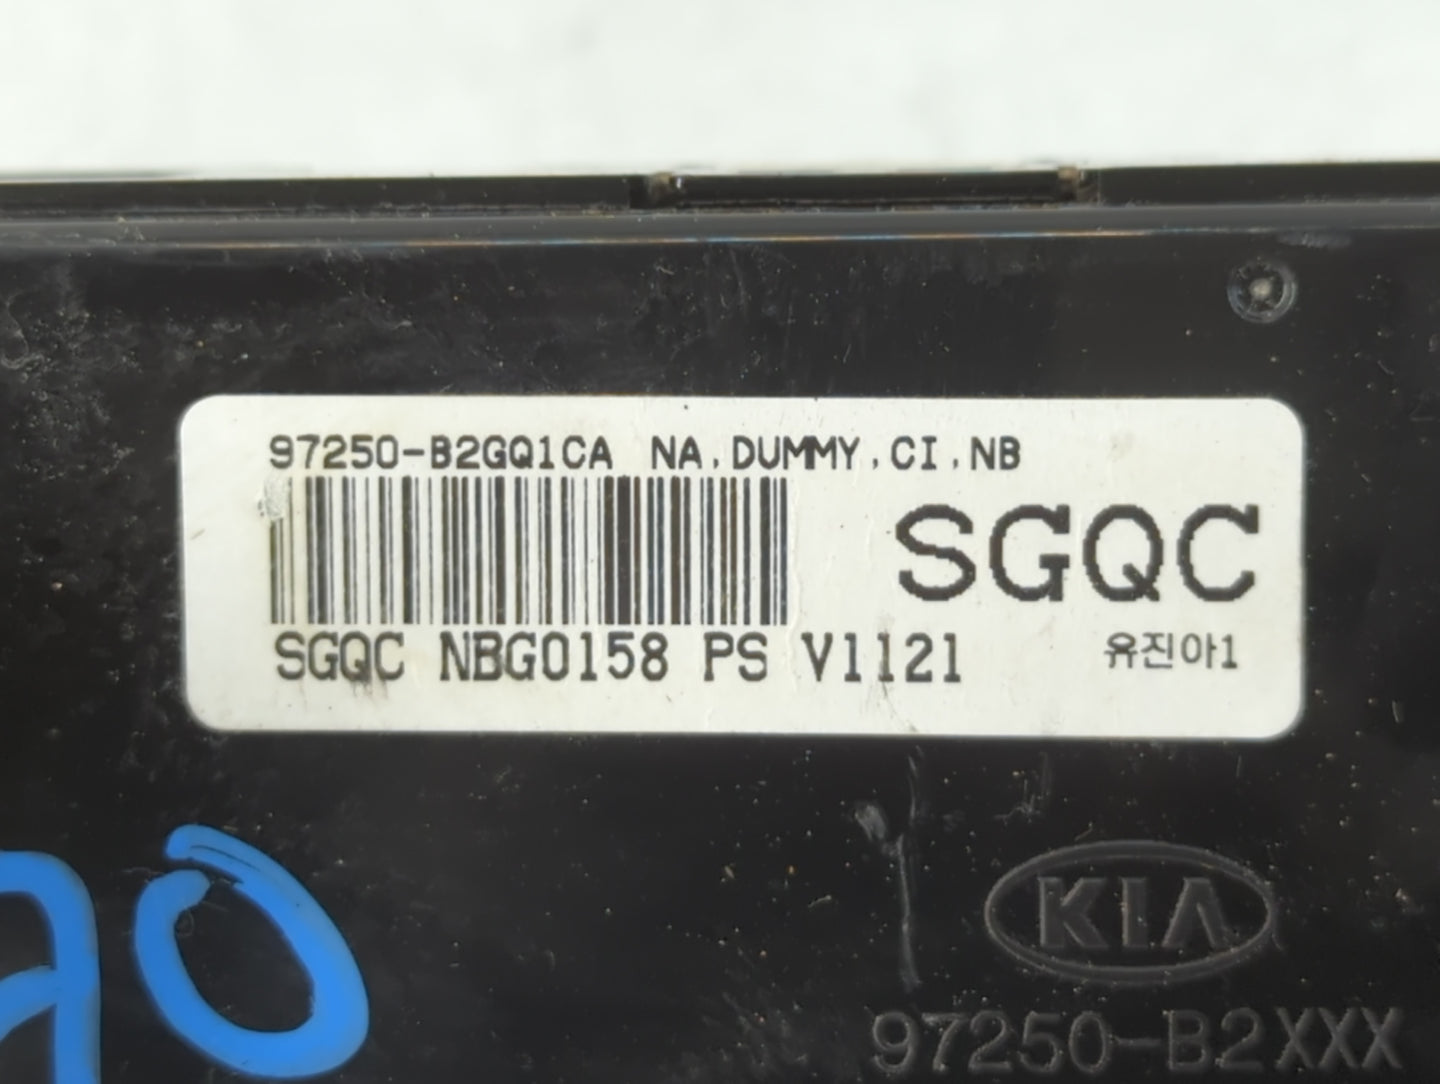 97250-B2GQ1CA NA,DUMMY,CI,NB
SGQC
SGQC NBG0158 PS V1121
유진아1
KIA
97250-B2XXX